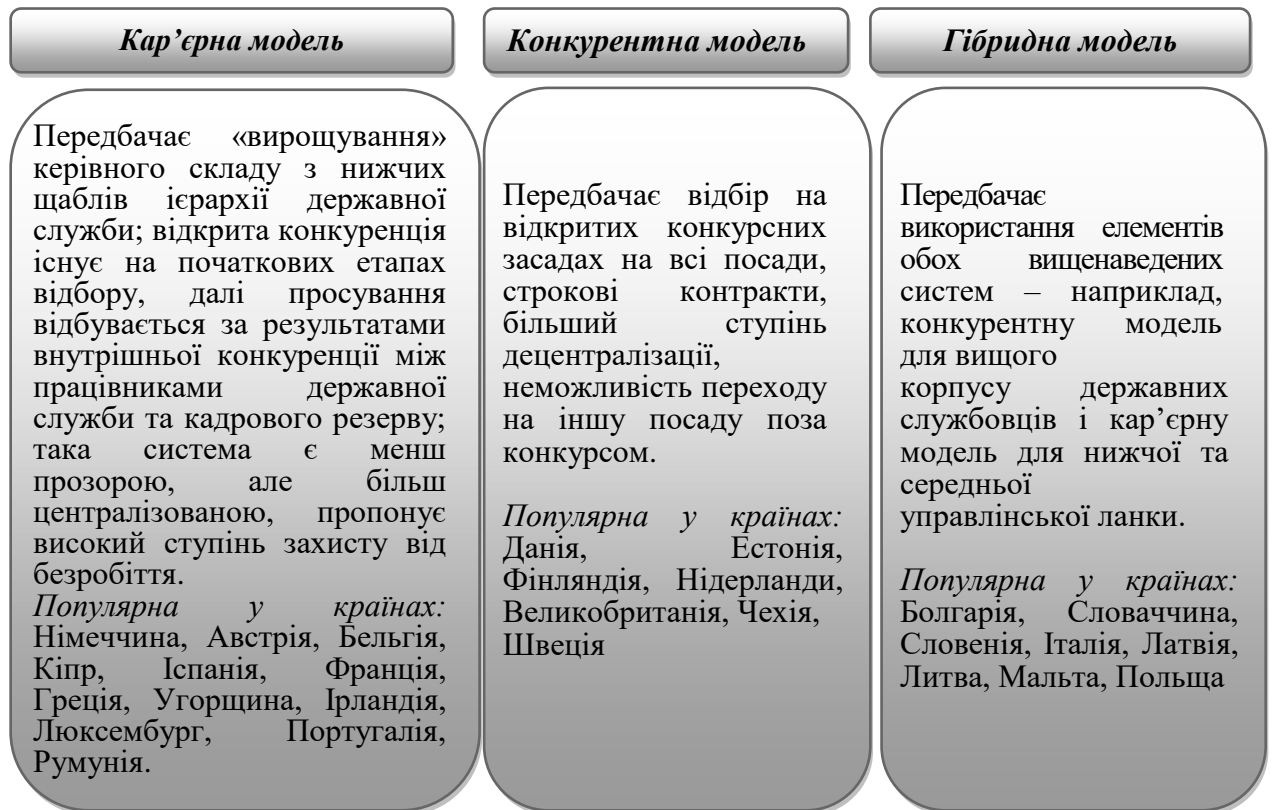 Кар’єрна модель
Конкурентна модель
Гібридна модель
Передбачає «вирощування»
керівного складу з нижчих
щаблів ієрархії державної
служби; відкрита конкуренція
існує на початкових етапах
відбору, далі просування
відбувається за результатами
внутрішньої конкуренції між
працівниками державної
служби та кадрового резерву;
така система є менш
прозорою, але більш
централізованою, пропонує
високий ступінь захисту від
безробіття.
Популярна у країнах:
Німеччина, Австрія, Бельгія,
Кіпр, Іспанія, Франція,
Греція, Угорщина, Ірландія,
Люксембург, Португалія,
Румунія.
Передбачає відбір на
відкритих конкурсних
засадах на всі посади,
строкові контракти,
більший ступінь
децентралізації,
неможливість переходу
на іншу посаду поза
конкурсом.
Популярна у країнах:
Данія, Естонія,
Фінляндія, Нідерланди,
Великобританія, Чехія,
Швеція
Передбачає
використання елементів
обох вищенаведених
систем – наприклад,
конкурентну модель
для вищого
корпусу державних
службовців і кар’єрну
модель для нижчої та
середньої
управлінської ланки.
Популярна у країнах:
Болгарія, Словаччина,
Словенія, Італія, Латвія,
Литва, Мальта, Польща